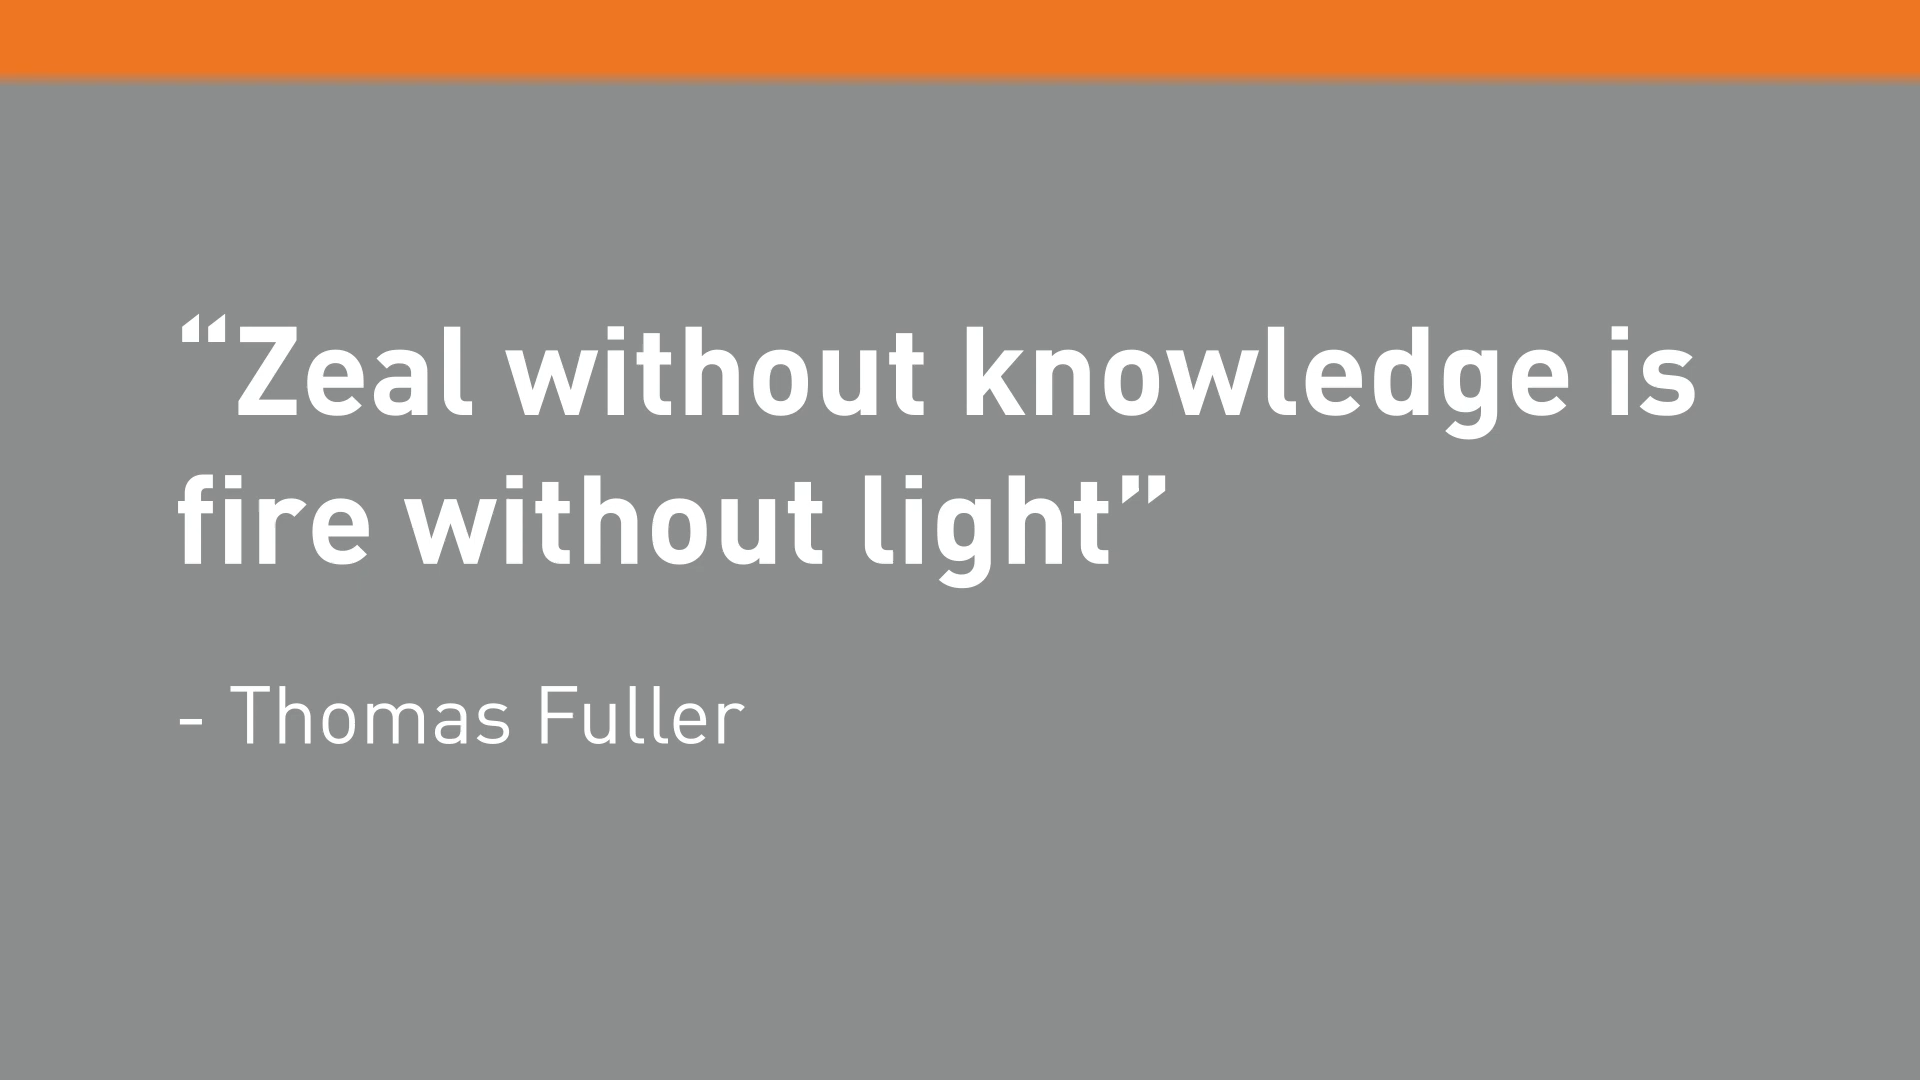 “Zeal without knowledge is
fire without light”
- Thomas Fuller